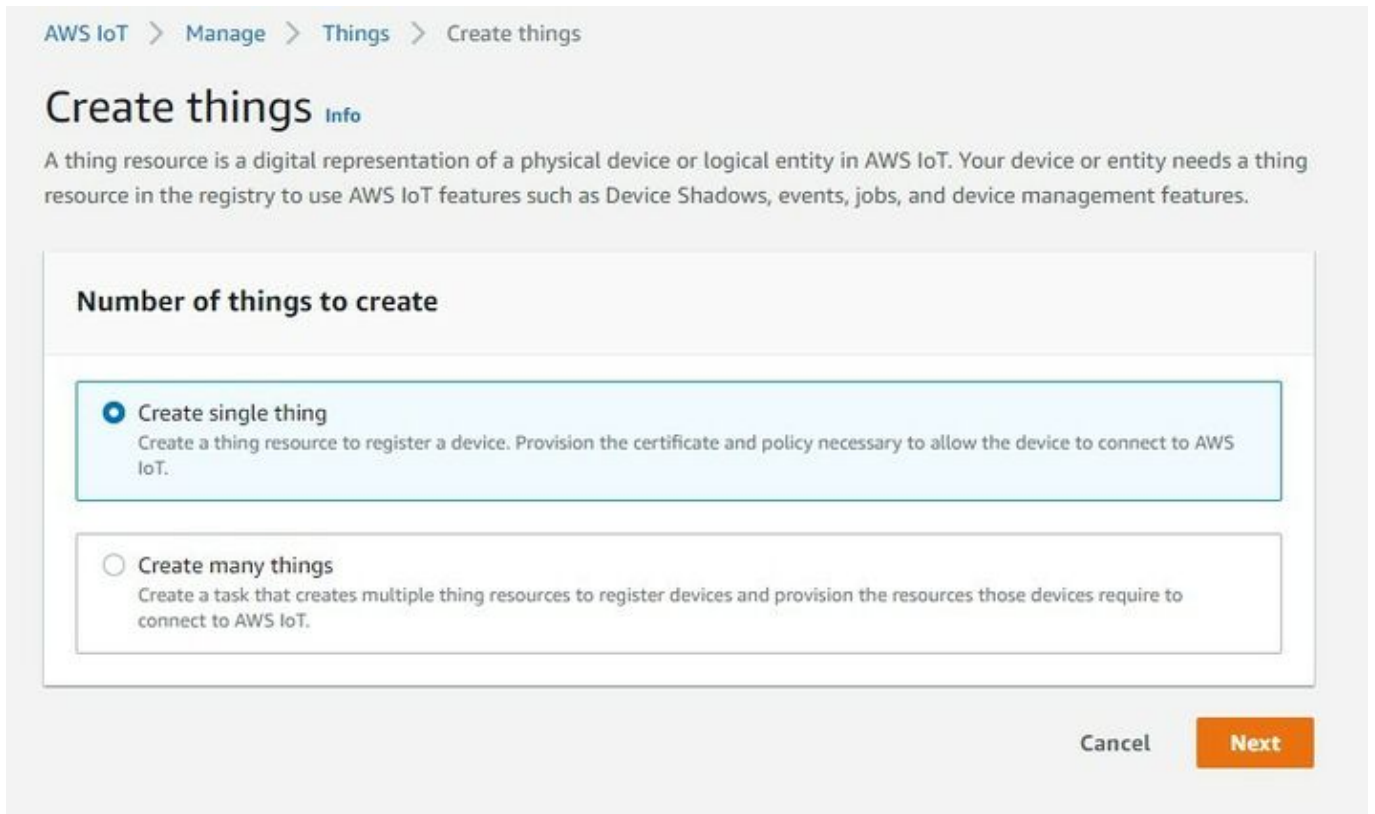 AWS IoT > Manage > Things > Create things
Create things Info
A thing resource is a digital representation of a physical device or logical entity in AWS IoT. Your device or entity needs a thing
resource in the registry to use AWS IoT features such as Device Shadows, events, jobs, and device management features.
Number of things to create
Create single thing
Create a thing resource to register a device. Provision the certificate and policy necessary to allow the device to connect to AWS
IoT.
Create many things
Create a task that creates multiple thing resources to register devices and provision the resources those devices require to
connect to AWS IoT.
Cancel Next